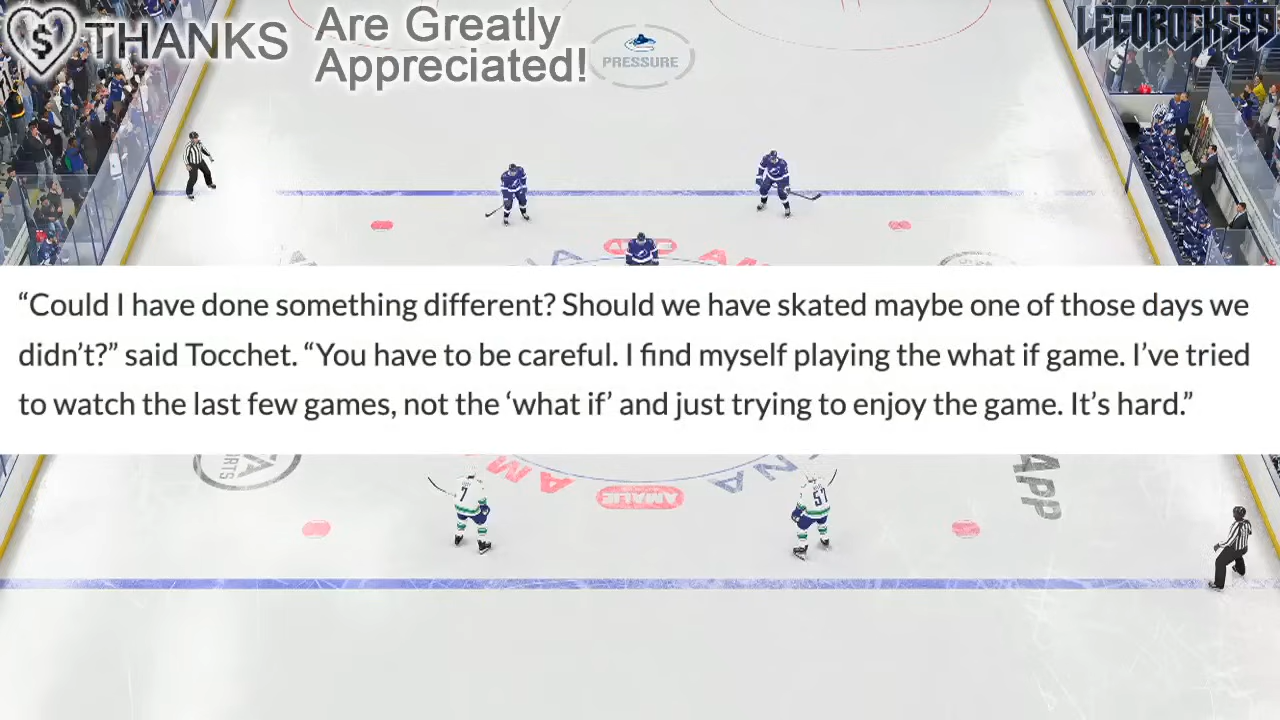 THANKS
Are Greatly
Appreciated!
PRESSURE
LEGOROCKS99
“Could I have done something different? Should we have skated maybe one of those days we
didn’t?” said Tocchet. “You have to be careful. I find myself playing the what if game. I’ve tried
to watch the last few games, not the ‘what if’ and just trying to enjoy the game. It’s hard.”
7
57
AMALIE
APP